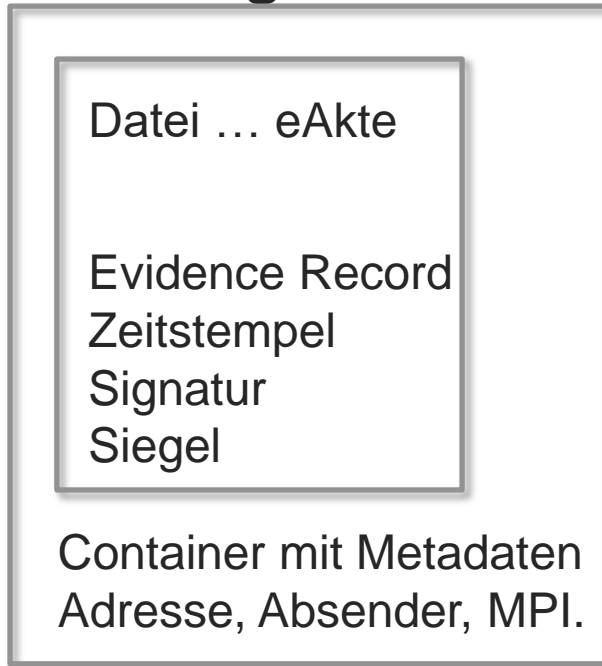 Datei … eAkte
Evidence Record
Zeitstempel
Signatur
Siegel
Container mit Metadaten
Adresse, Absender, MPI.